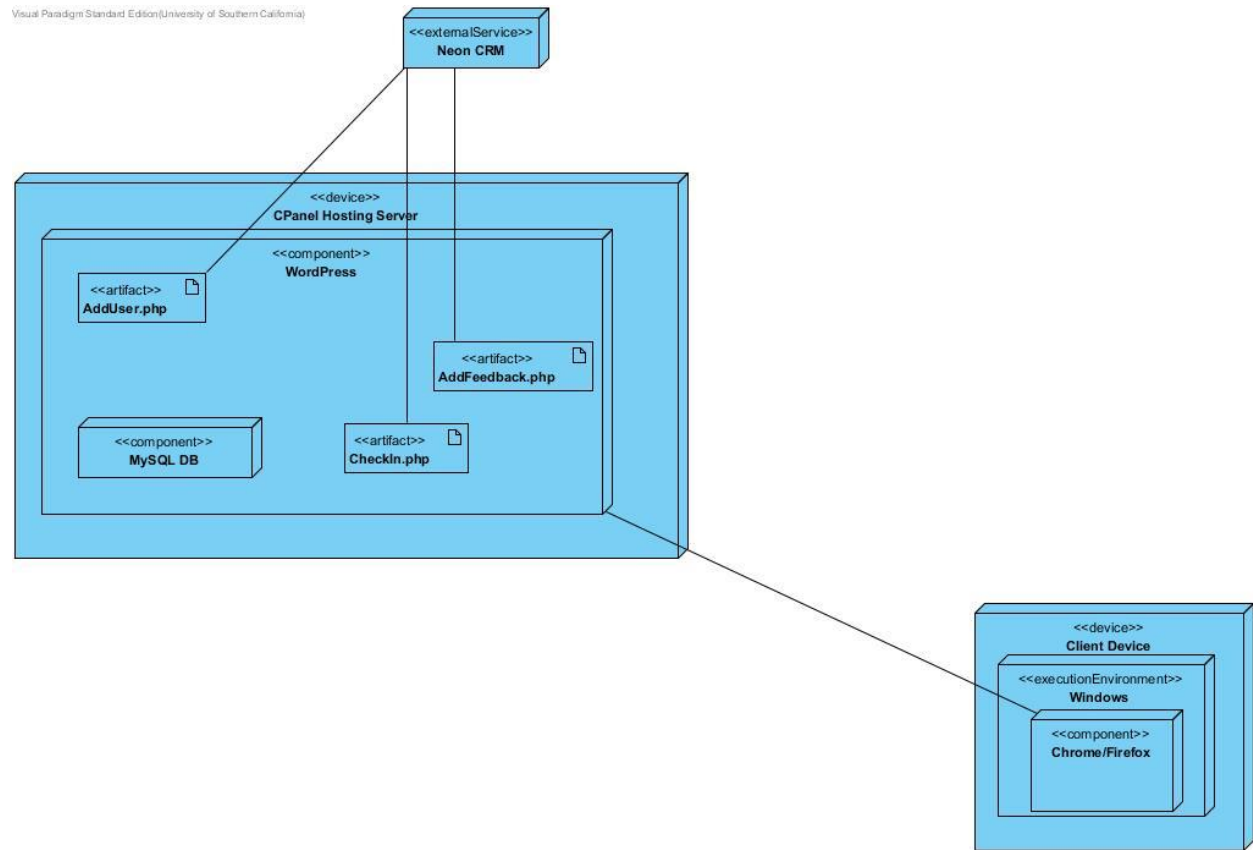 Visual Paradigm Standard Edition(University of Southern California)
<<externalService>>
Neon CRM
<<device>>
CPanel Hosting Server
<<component>>
WordPress
<<artifact>>
AddUser.php
<<artifact>>
AddFeedback.php
<<component>>
MySQL DB
<<artifact>>
CheckIn.php
<<device>>
Client Device
<<executionEnvironment>>
Windows
<<component>>
Chrome/Firefox